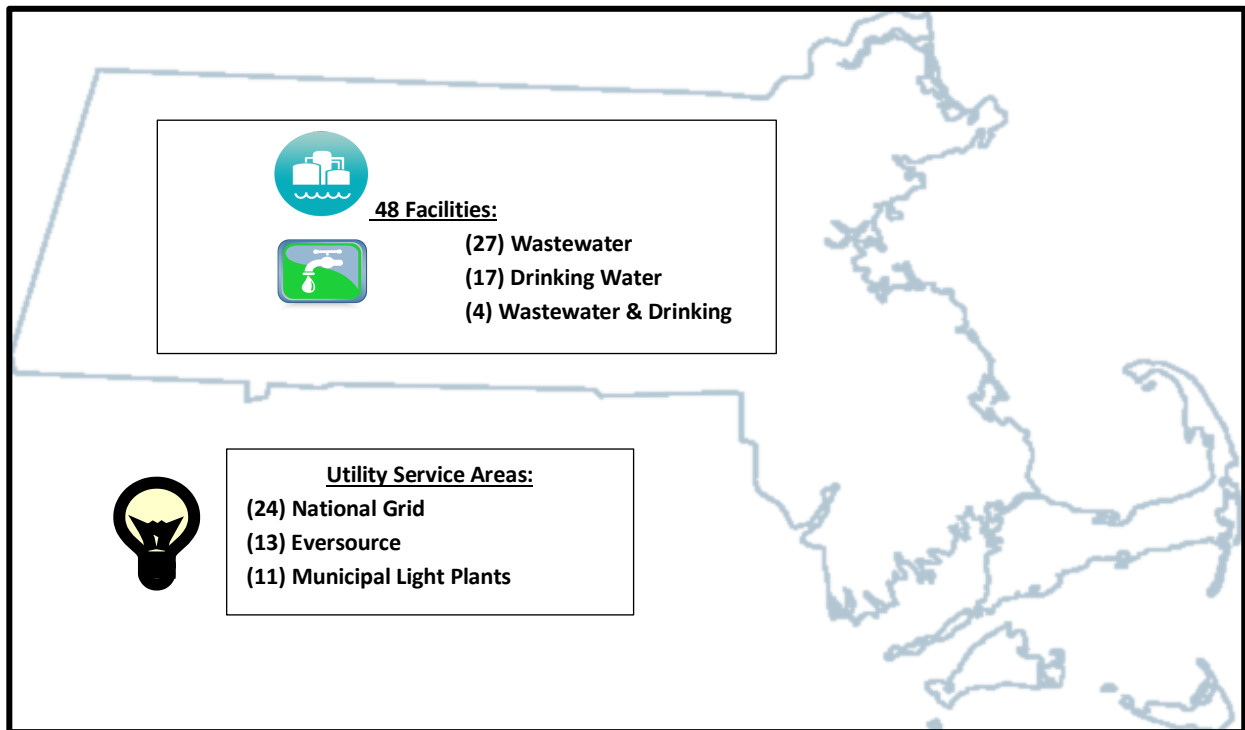 48 Facilities:
(27) Wastewater
(17) Drinking Water
(4) Wastewater & Drinking
Utility Service Areas:
(24) National Grid
(13) Eversource
(11) Municipal Light Plants